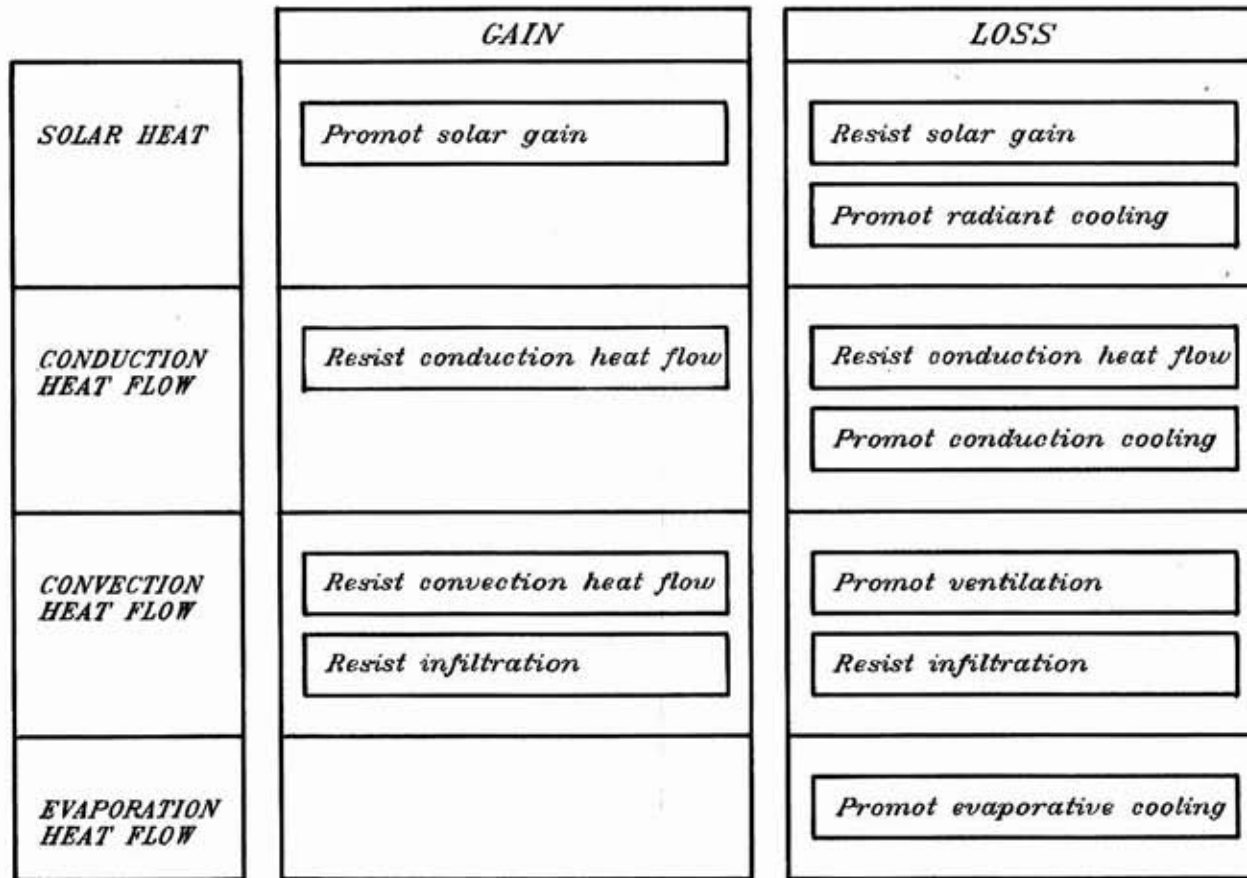 GAIN
LOSS
SOLAR HEAT
Promot solar gain
Resist solar gain
Promot radiant cooling
CONDUCTION
HEAT FLOW
Resist conduction heat flow
Resist conduction heat flow
Promot conduction cooling
CONVECTION
HEAT FLOW
Resist convection heat flow
Resist infiltration
Promot ventilation
Resist infiltration
EVAPORATION
HEAT FLOW
Promot evaporative cooling